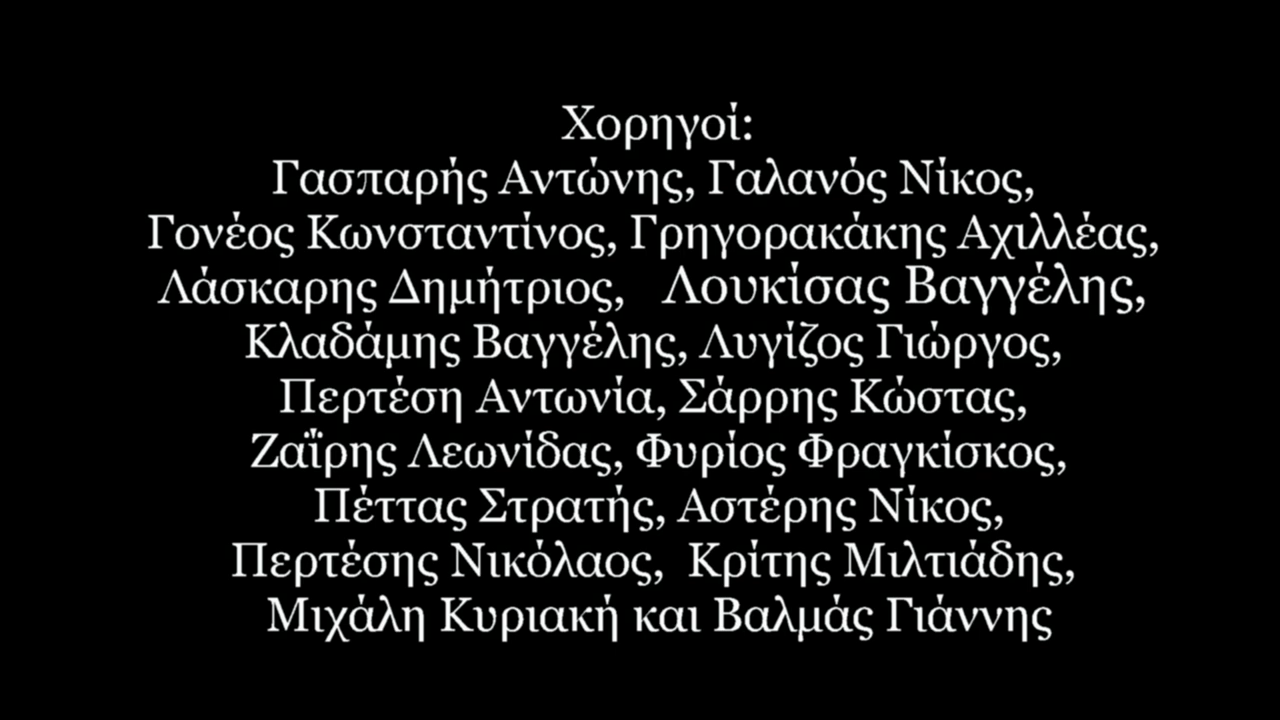 Χορηγοί:
Γασπαρής Αντώνης, Γαλανός Νίκος,
Γονέος Κωνσταντίνος, Γρηγορακάκης Αχιλλέας,
Λάσκαρης Δημήτριος, Λουκίσας Βαγγέλης,
Κλαδάμης Βαγγέλης, Λυγίζος Γιώργος,
Περτέση Αντωνία, Σάρρης Κώστας,
Ζαΐρης Λεωνίδας, Φυρίος Φραγκίσκος,
Πέττας Στρατής, Αστέρης Νίκος,
Περτέσης Νικόλαος, Κρίτης Μιλτιάδης,
Μιχάλη Κυριακή και Βαλμάς Γιάννης